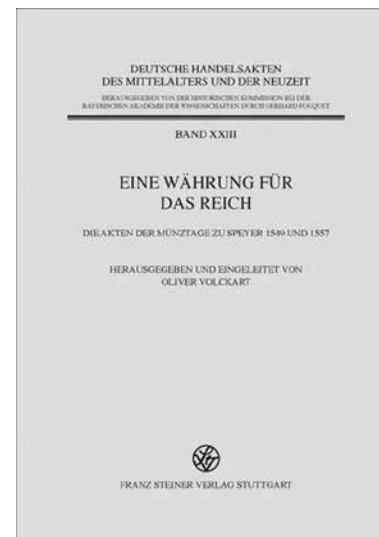 DEUTSCHE HANDELSAKTEN
DES MITTELALTERS UND DER NEUZEIT
HERAUSGEGEBEN VON DER HISTORISCHEN KOMMISSION BEI DER
BAYERISCHEN AKADEMIE DER WISSENSCHAFTEN DURCH GERHARD FOUQUET
BAND XXIII
EINE WÄHRUNG FÜR
DAS REICH
DIE AKTEN DER MÜNZTAGE ZU SPEYER 1549 UND 1557
HERAUSGEGEBEN UND EINGELEITET VON
OLIVER VOLCKART
FRANZ STEINER VERLAG STUTTGART